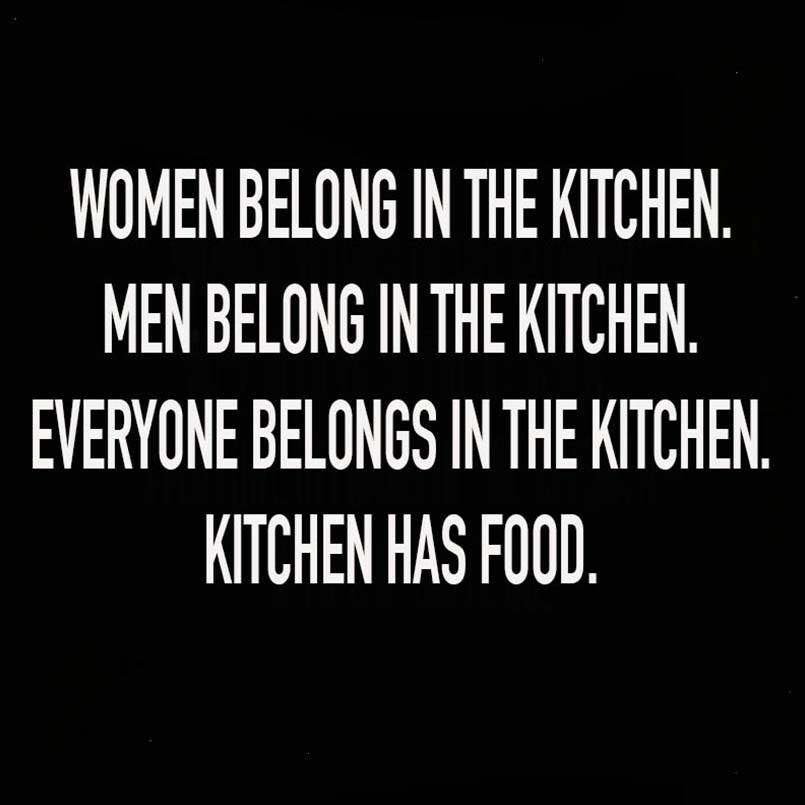 WOMEN BELONG IN THE KITCHEN.
MEN BELONG IN THE KITCHEN.
EVERYONE BELONGS IN THE KITCHEN.
KITCHEN HAS FOOD.